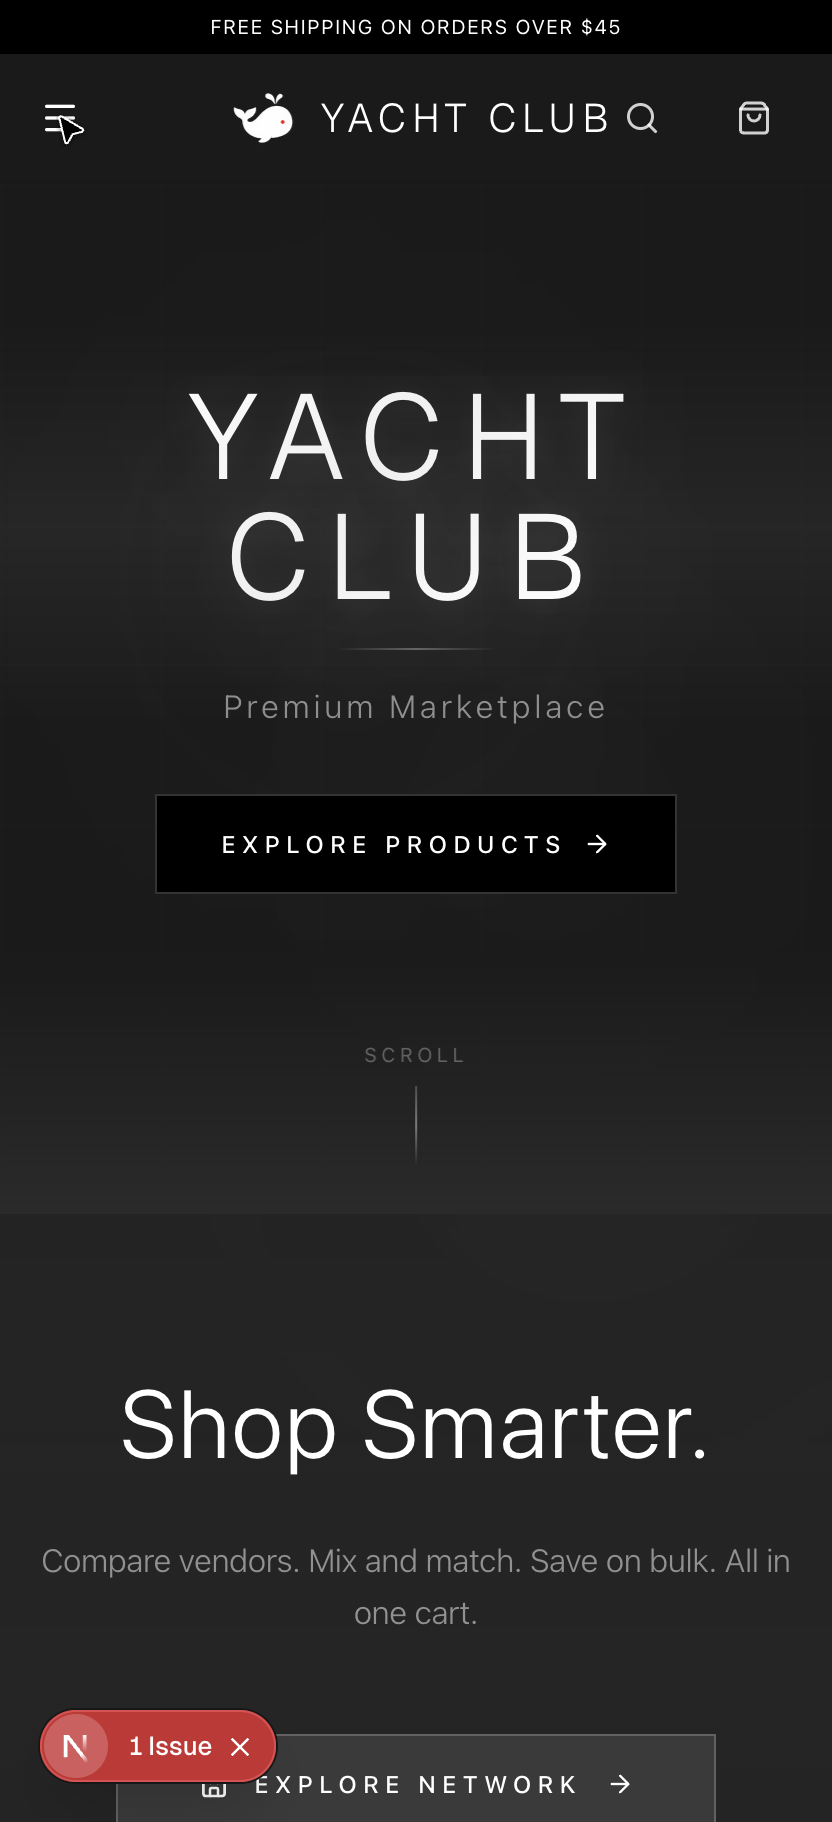 FREE SHIPPING ON ORDERS OVER $45
YACHT CLUB
YACHT
CLUB
Premium Marketplace
EXPLORE PRODUCTS
SCROLL
Shop Smarter.
Compare vendors. Mix and match. Save on bulk. All in
one cart.
N 1 Issue
EXPLORE NETWORK